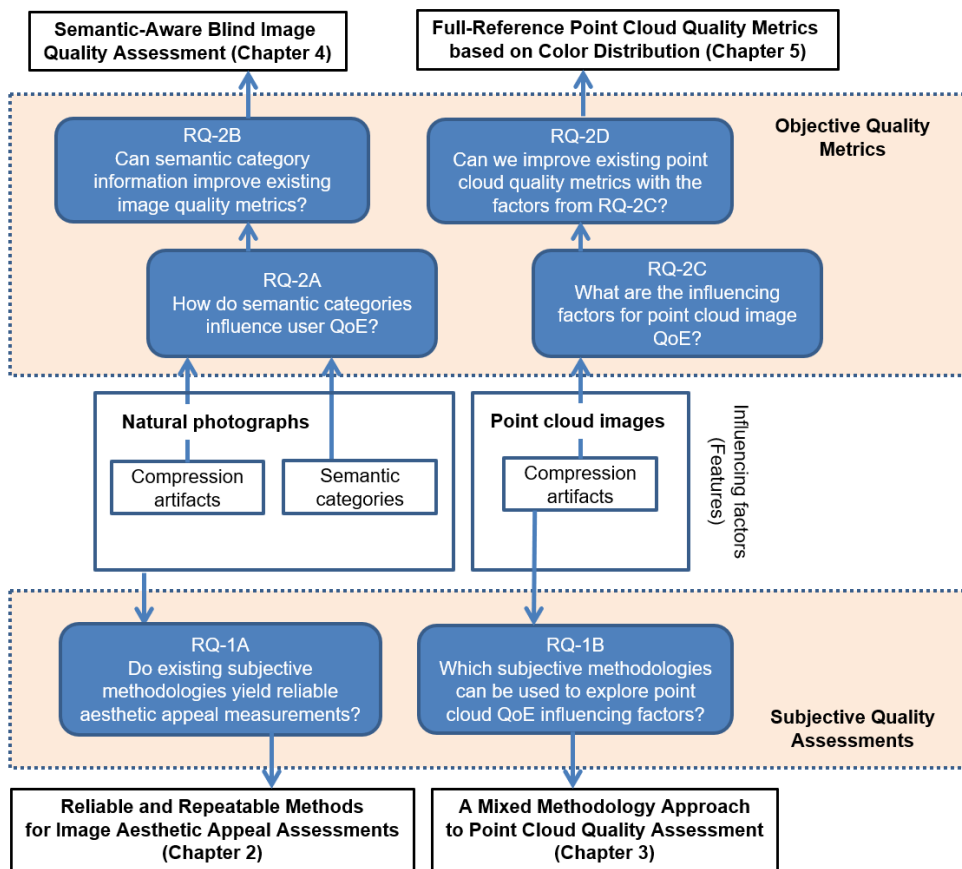 Semantic-Aware Blind Image
Quality Assessment (Chapter 4)
Full-Reference Point Cloud Quality Metrics
based on Color Distribution (Chapter 5)
Objective Quality
Metrics
RQ-2B
Can semantic category
information improve existing
image quality metrics?
RQ-2D
Can we improve existing point
cloud quality metrics with the
factors from RQ-2C?
RQ-2A
How do semantic categories
influence user QoE?
RQ-2C
What are the influencing
factors for point cloud image
QoE?
Natural photographs
Compression
artifacts
Semantic
categories
Point cloud images
Compression
artifacts
Influencing factors
(Features)
RQ-1A
Do existing subjective
methodologies yield reliable
aesthetic appeal measurements?
RQ-1B
Which subjective methodologies
can be used to explore point
cloud QoE influencing factors?
Subjective Quality
Assessments
Reliable and Repeatable Methods
for Image Aesthetic Appeal Assessments
(Chapter 2)
A Mixed Methodology Approach
to Point Cloud Quality Assessment
(Chapter 3)